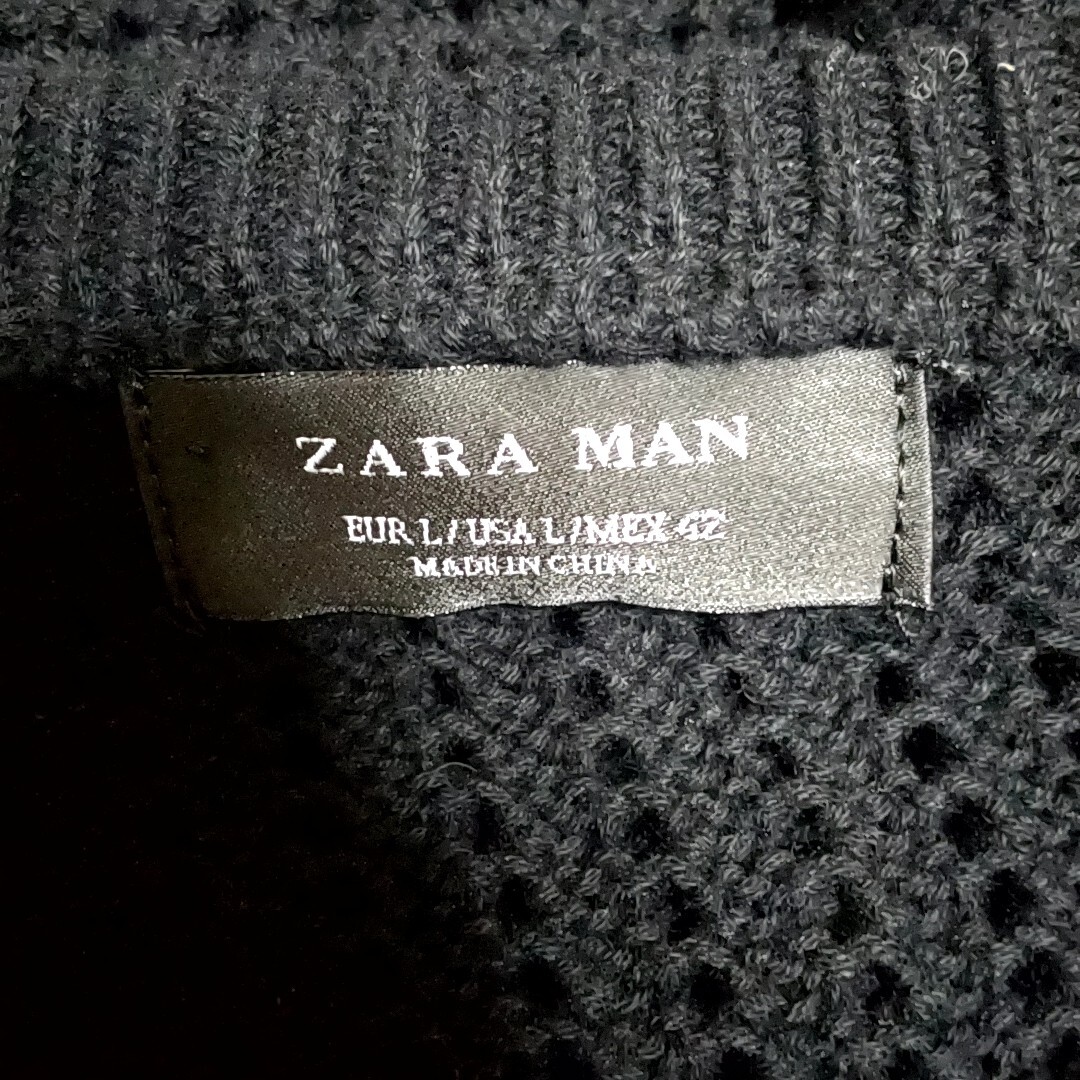 ZARA MAN
EUR L / USA L / MEX 42
MADE IN CHINA